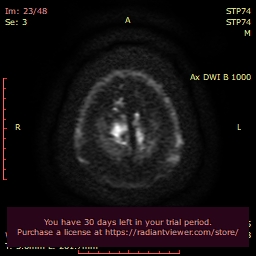 Im: 23/48
Se: 3
A
STP74
STP74
M
Ax DWI B 1000
R
L
You have 30 days left in your trial period.
Purchase a license at https://radiantviewer.com/store/